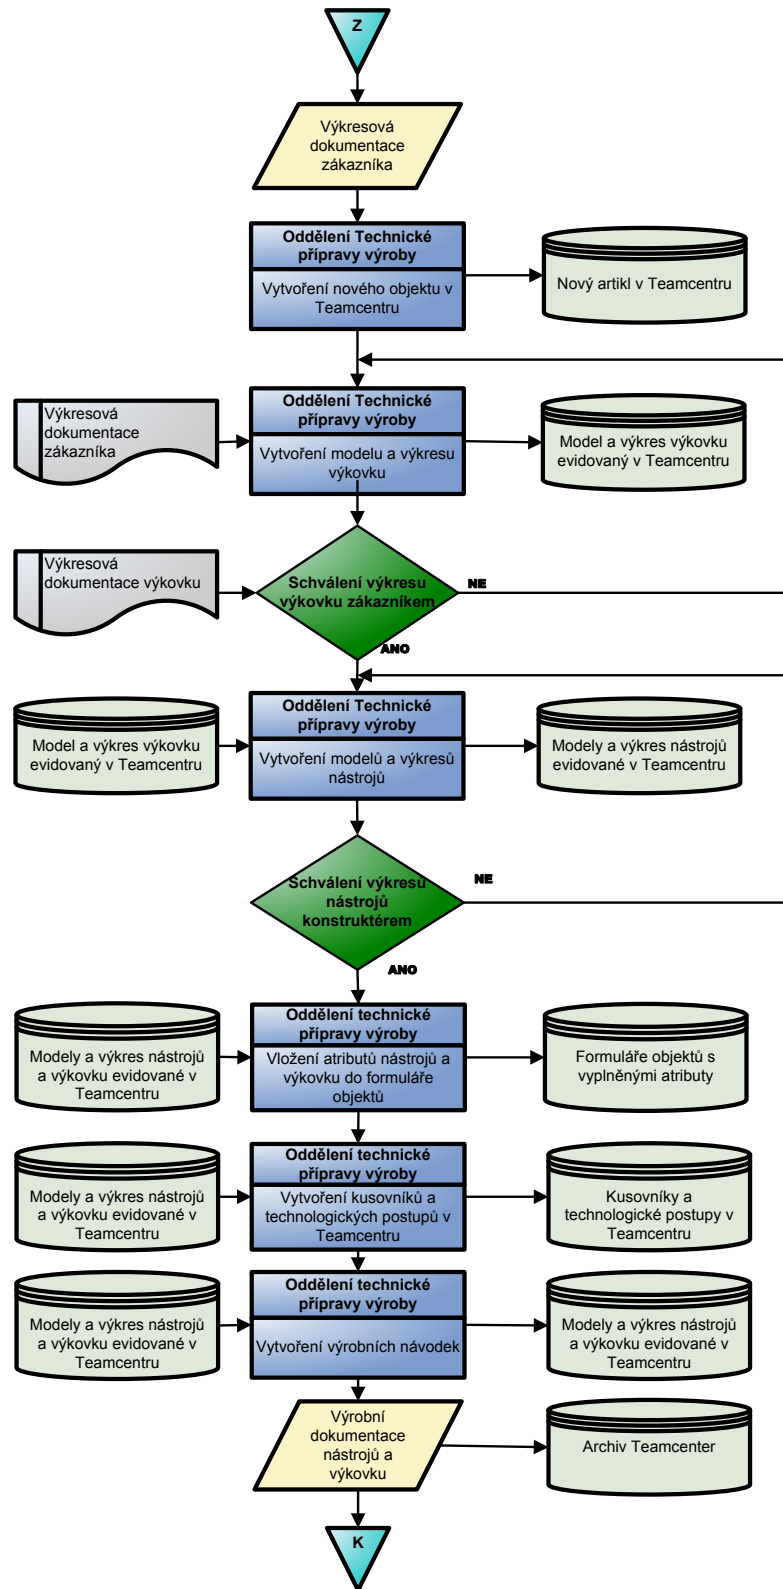 Z
Výkresová
dokumentace
zákazníka
Oddělení Technické
přípravy výroby
Vytvoření nového objektu v
Teamcentru
Nový artikl v Teamcentru
Výkresová
dokumentace
zákazníka
Oddělení Technické
přípravy výroby
Vytvoření modelu a výkresu
výkovku
Model a výkres výkovku
evidovaný v Teamcentru
Výkresová
dokumentace výkovku
Schválení výkresu
výkovku zákazníkem
NE
ANO
Model a výkres výkovku
evidovaný v Teamcentru
Oddělení Technické
přípravy výroby
Vytvoření modelů a výkresů
nástrojů
Modely a výkres nástrojů
evidované v Teamcentru
Schválení výkresů
nástrojů
konstruktérem
NE
ANO
Modely a výkres nástrojů
a výkovku evidované v
Teamcentru
Oddělení technické
přípravy výroby
Vložení atributů nástrojů a
výkovku do formuláře
objektů
Formuláře objektů s
vyplněnými atributy
Modely a výkres nástrojů
a výkovku evidované v
Teamcentru
Oddělení technické
přípravy výroby
Vytvoření kusovníků a
technologických postupů v
Teamcentru
Kusovníky a
technologické postupy v
Teamcentru
Modely a výkres nástrojů
a výkovku evidované v
Teamcentru
Oddělení technické
přípravy výroby
Vytvoření výrobních návodek
Modely a výkres nástrojů
a výkovku evidované v
Teamcentru
Výrobní
dokumentace
nástrojů a
výkovku
Archiv Teamcenter
K